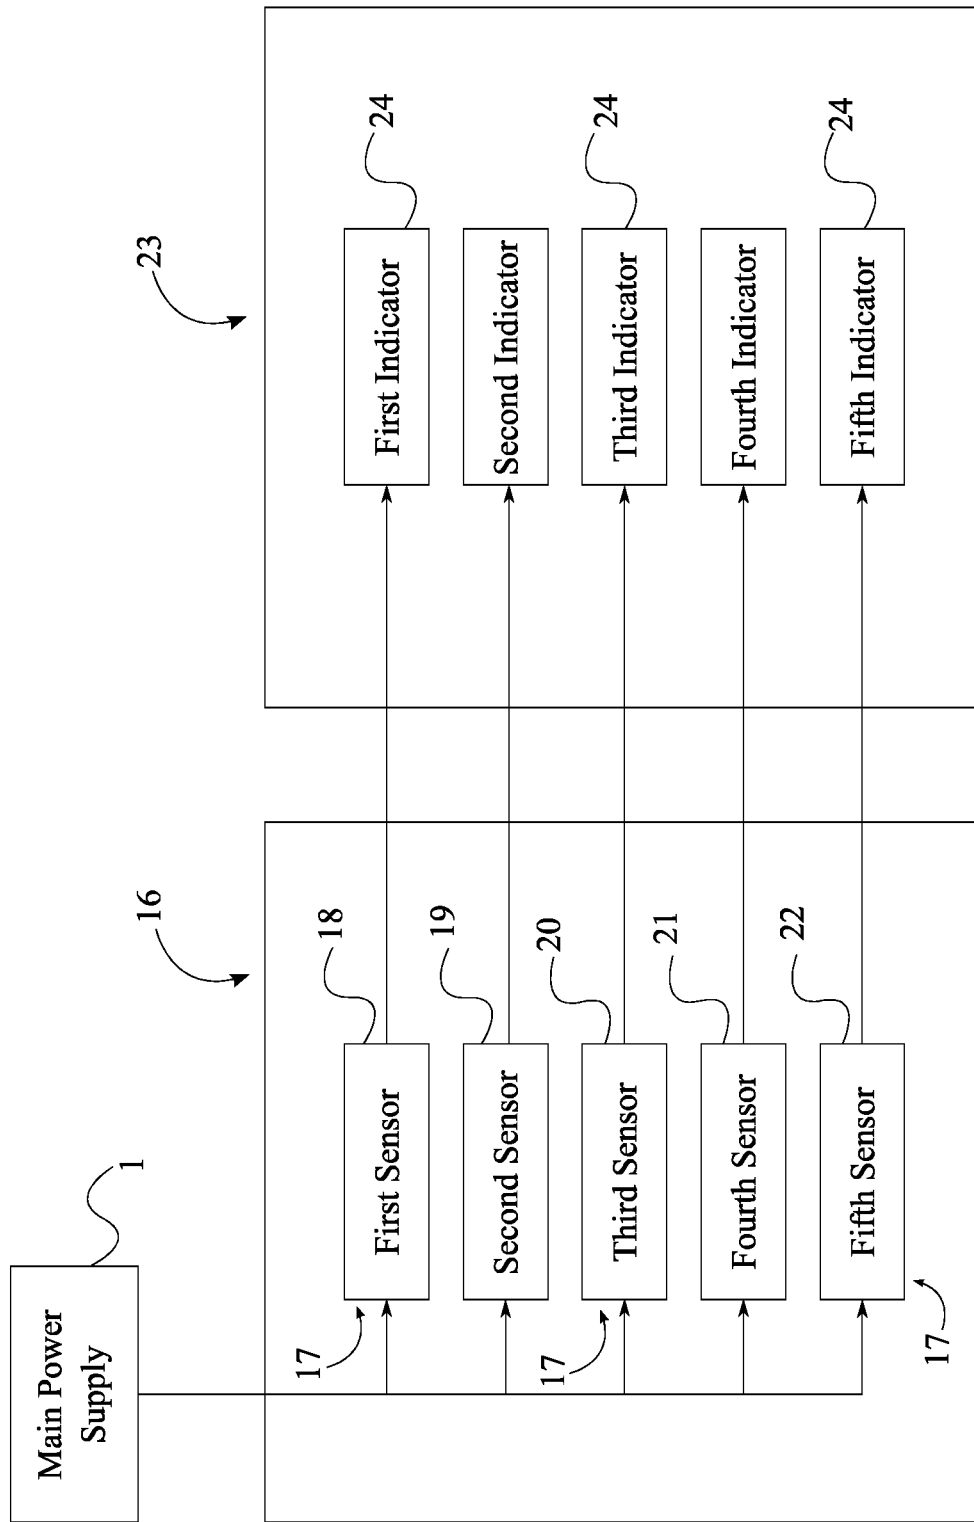 Main Power
Supply
1
16
23
17
First Sensor
18
First Indicator
24
Second Sensor
19
Second Indicator
17
Third Sensor
20
Third Indicator
24
Fourth Sensor
21
Fourth Indicator
Fifth Sensor
22
Fifth Indicator
24
17